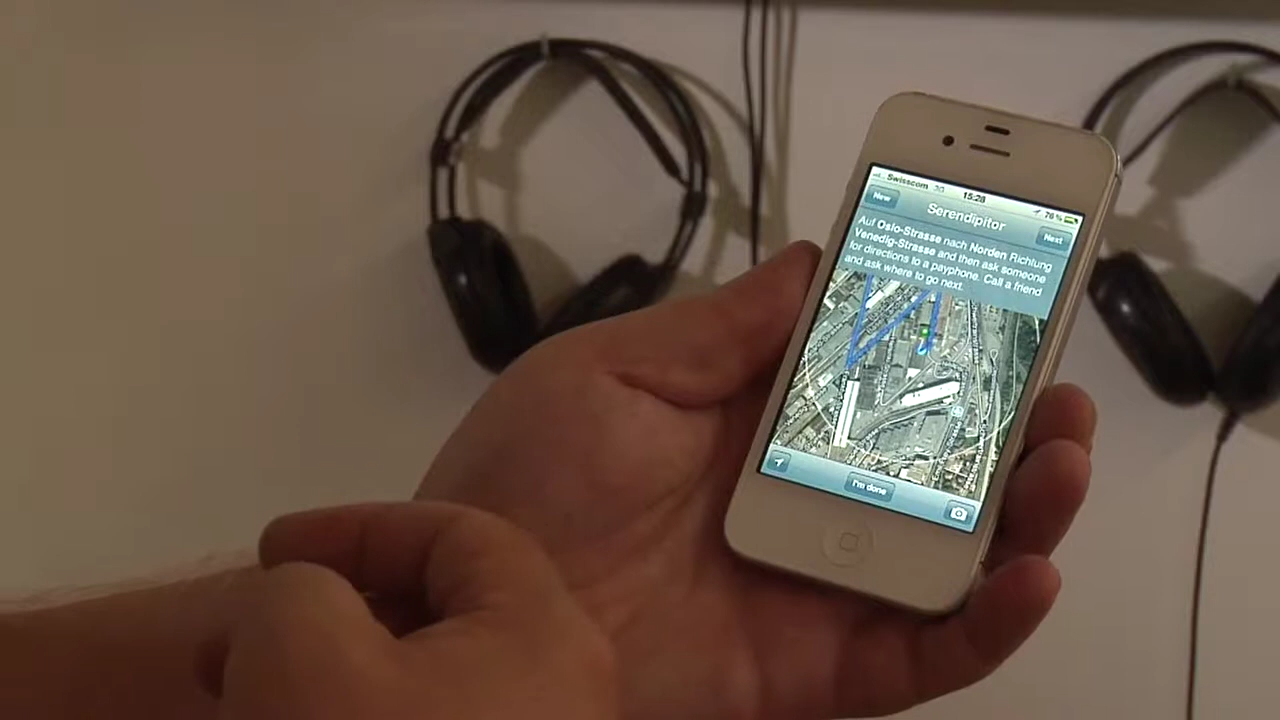 Swisscom 3G 15:28 76%
New Serendipitor Next
Auf Oslo-Strasse nach Norden Richtung
Venedig-Strasse and then ask someone
for directions to a payphone. Call a friend
and ask where to go next.
I'm done